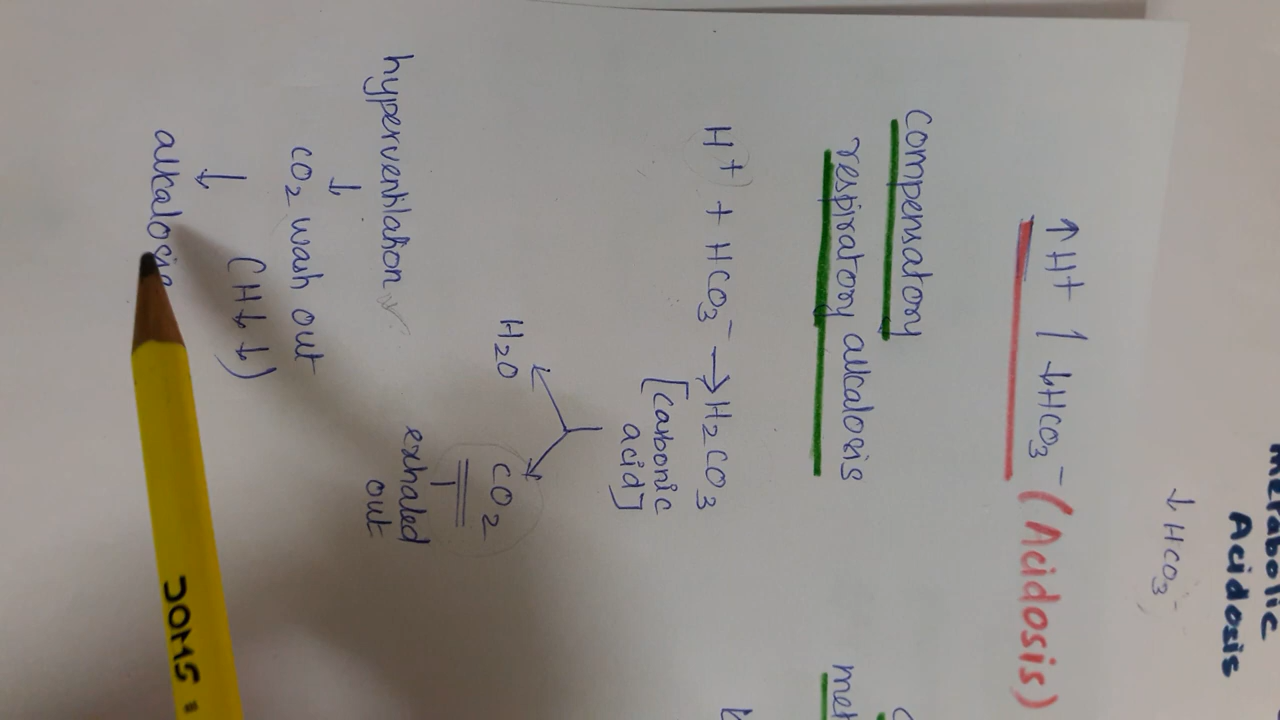 Metabolic
Acidosis
↓ HCO3-
↑ H+ / ↓HCO3- (Acidosis)
Compensatory
respiratory alkalosis
H+ + HCO3- → H2CO3
[carbonic
acid]
H2O CO2
exhaled
out
hyperventilation
↓
CO2 wash out
↓ (H↓↓)
alkalosis
DOMS